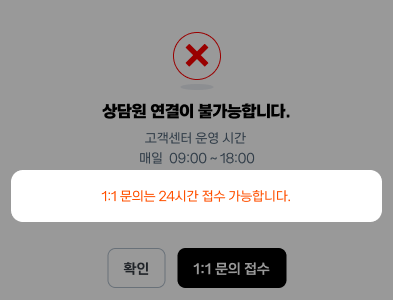 상담원 연결이 불가능합니다.
고객센터 운영 시간
매일 09:00 ~ 18:00
1:1 문의는 24시간 접수 가능합니다.
확인
1:1 문의 접수